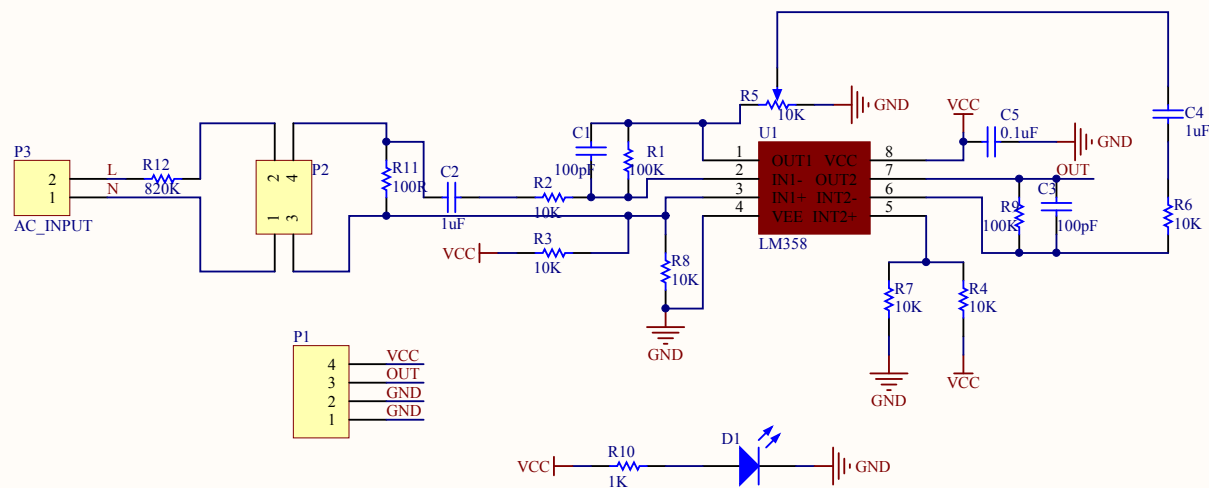 R5
10K
GND
U1
VCC
C5
0.1uF
GND
C4
1uF
C1
100pF
R1
100K
P3
2
1
AC_INPUT
L
N
R12
820K
2
4
1
3
P2
R11
100R
C2
1uF
R2
10K
1
2
3
4
OUT1
IN1-
IN1+
VEE
VCC
OUT2
INT2-
INT2+
8
7
6
5
LM358
OUT
R9
100K
C3
100pF
R6
10K
VCC
R3
10K
R8
10K
GND
R7
10K
R4
10K
GND
VCC
P1
4
3
2
1
VCC
OUT
GND
GND
VCC
R10
1K
D1
GND